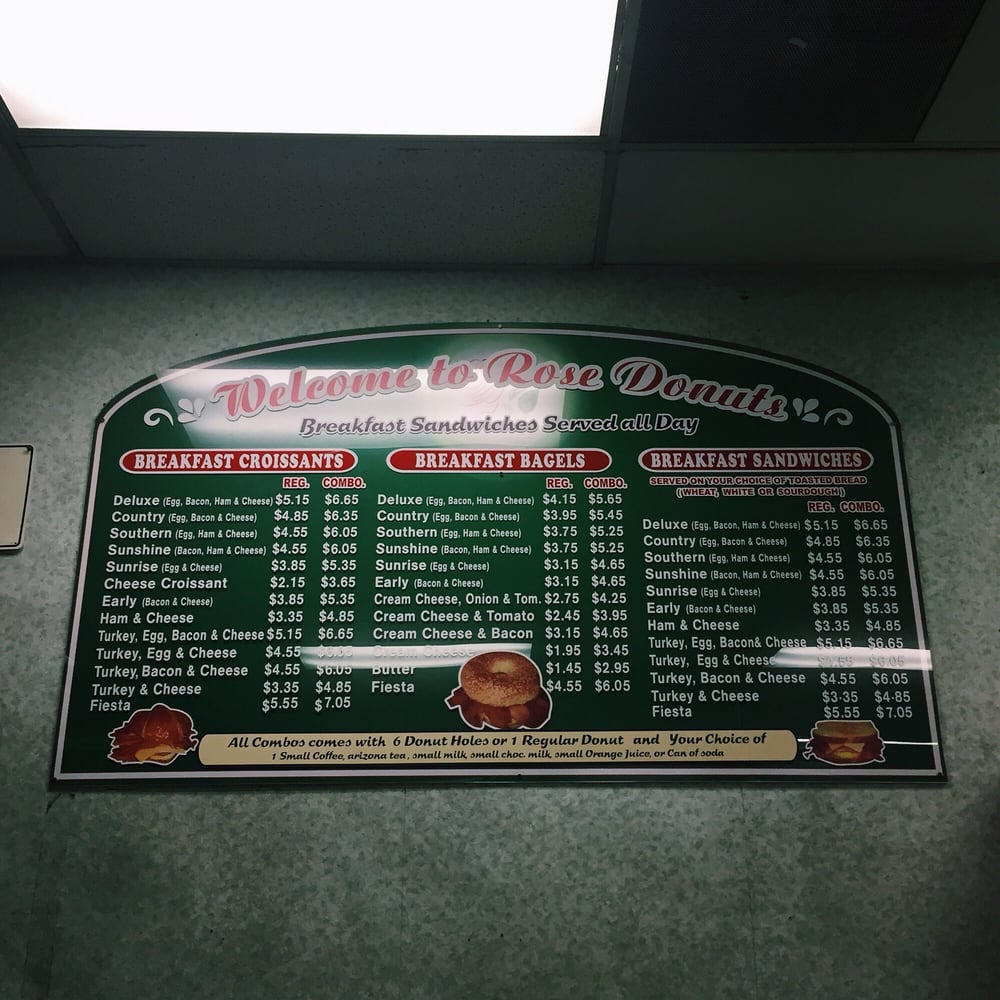 Welcome to Rose Donuts
Breakfast Sandwiches Served all Day
BREAKFAST CROISSANTS
REG. COMBO.
Deluxe (Egg, Bacon, Ham & Cheese) $5.15 $6.65
Country (Egg, Bacon & Cheese) $4.85 $6.35
Southern (Egg, Ham & Cheese) $4.55 $6.05
Sunshine (Bacon, Ham & Cheese) $4.55 $6.05
Sunrise (Egg & Cheese) $3.85 $5.35
Cheese Croissant $2.15 $3.65
Early (Bacon & Cheese) $3.85 $5.35
Ham & Cheese $3.35 $4.85
Turkey, Egg, Bacon & Cheese $5.15 $6.65
Turkey, Egg & Cheese $4.55
Turkey, Bacon & Cheese $4.55 $6.05
Turkey & Cheese $3.35 $4.85
Fiesta $5.55 $7.05
BREAKFAST BAGELS
REG. COMBO.
Deluxe (Egg, Bacon, Ham & Cheese) $4.15 $5.65
Country (Egg, Bacon & Cheese) $3.95 $5.45
Southern (Egg, Ham & Cheese) $3.75 $5.25
Sunshine (Bacon, Ham & Cheese) $3.75 $5.25
Sunrise (Egg & Cheese) $3.15 $4.65
Early (Bacon & Cheese) $3.15 $4.65
Cream Cheese, Onion & Tom. $2.75 $4.25
Cream Cheese & Tomato $2.45 $3.95
Cream Cheese & Bacon $3.15 $4.65
Cream Cheese $1.95 $3.45
Butter $1.45 $2.95
Fiesta $4.55 $6.05
BREAKFAST SANDWICHES
SERVED ON YOUR CHOICE OF TOASTED BREAD
(WHEAT, WHITE OR SOURDOUGH)
REG. COMBO.
Deluxe (Egg, Bacon, Ham & Cheese) $5.15 $6.65
Country (Egg, Bacon & Cheese) $4.85 $6.35
Southern (Egg, Ham & Cheese) $4.55 $6.05
Sunshine (Bacon, Ham & Cheese) $4.55 $6.05
Sunrise (Egg & Cheese) $3.85 $5.35
Early (Bacon & Cheese) $3.85 $5.35
Ham & Cheese $3.35 $4.85
Turkey, Egg, Bacon& Cheese $5.15 $6.65
Turkey, Egg & Cheese
Turkey, Bacon & Cheese $4.55 $6.05
Turkey & Cheese $3.35 $4.85
Fiesta $5.55 $7.05
All Combos comes with 6 Donut Holes or 1 Regular Donut and Your Choice of
1 Small Coffee, arizona tea, small milk, small choc. milk, small Orange Juice, or Can of soda